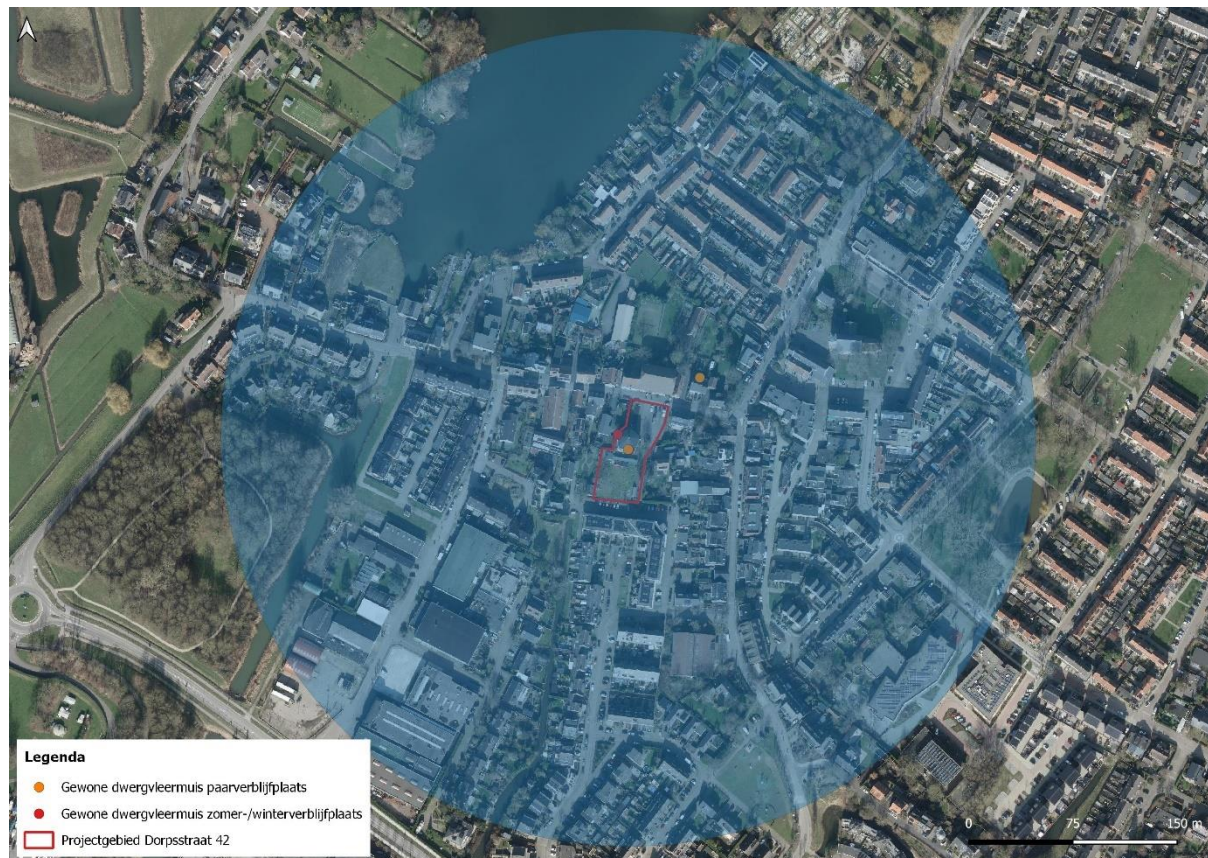 Legenda
Gewone dwergvleermuis paarverblijfplaats
Gewone dwergvleermuis zomer-/winterverblijfplaats
Projectgebied Dorpsstraat 42
0 75 150 m